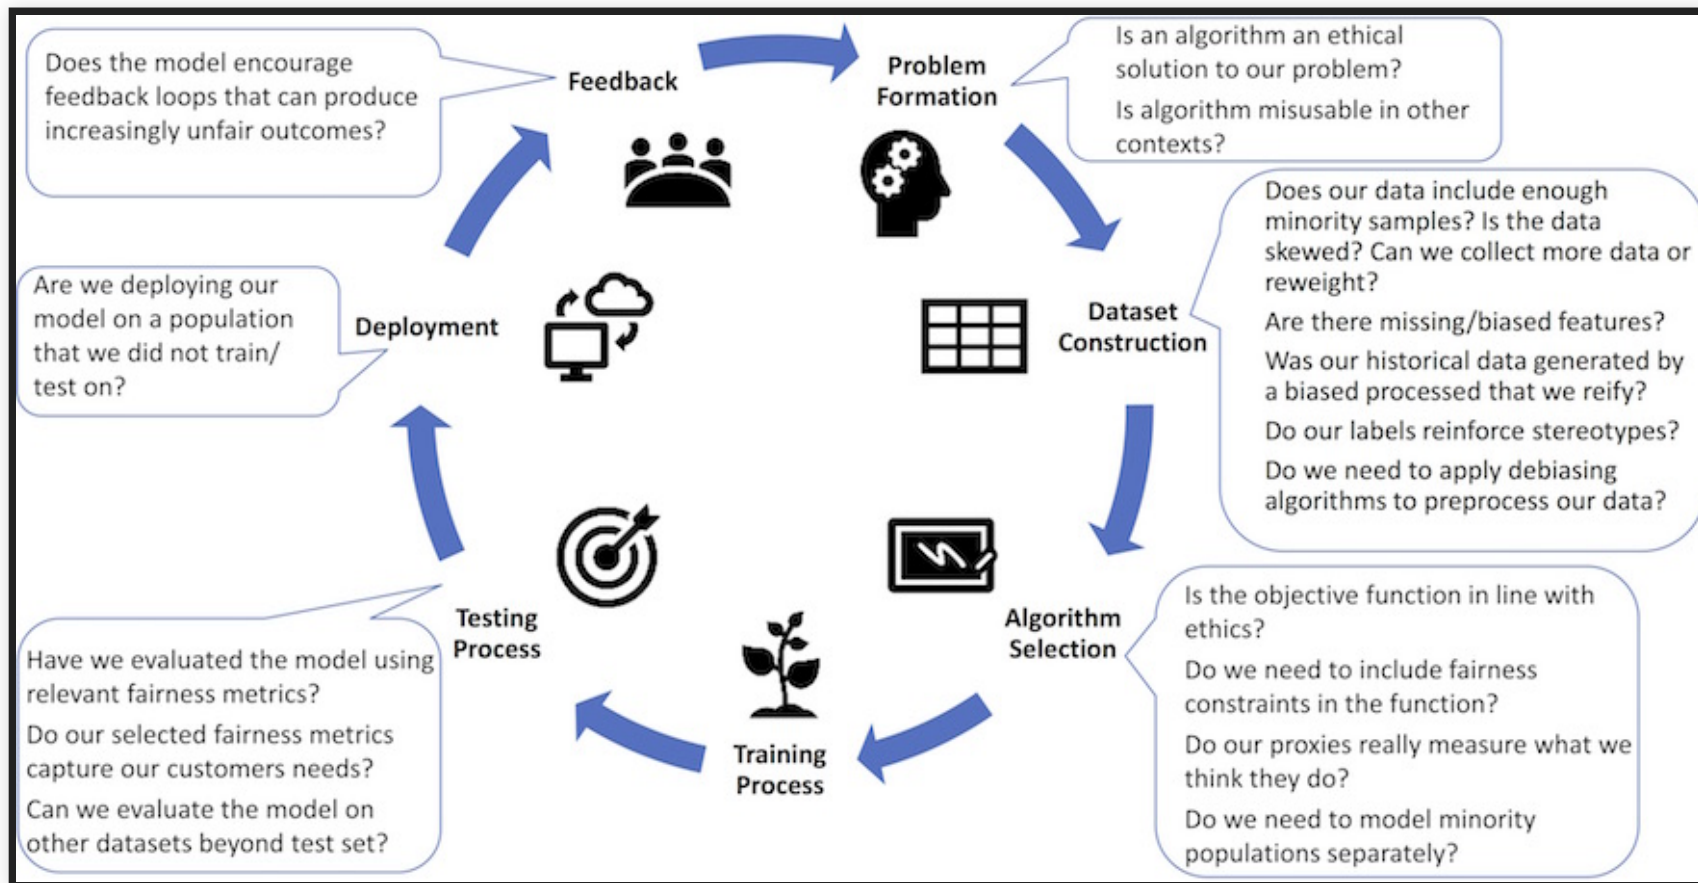 Does the model encourage
feedback loops that can produce
increasingly unfair outcomes?
Feedback
Problem
Formation
Is an algorithm an ethical
solution to our problem?
Is algorithm misusable in other
contexts?
Does our data include enough
minority samples? Is the data
skewed? Can we collect more data or
reweight?
Are there missing/biased features?
Was our historical data generated by
a biased processed that we reify?
Do our labels reinforce stereotypes?
Do we need to apply debiasing
algorithms to preprocess our data?
Dataset
Construction
Are we deploying our
model on a population
that we did not train/
test on?
Deployment
Algorithm
Selection
Is the objective function in line with
ethics?
Do we need to include fairness
constraints in the function?
Do our proxies really measure what we
think they do?
Do we need to model minority
populations separately?
Testing
Process
Have we evaluated the model using
relevant fairness metrics?
Do our selected fairness metrics
capture our customers needs?
Can we evaluate the model on
other datasets beyond test set?
Training
Process